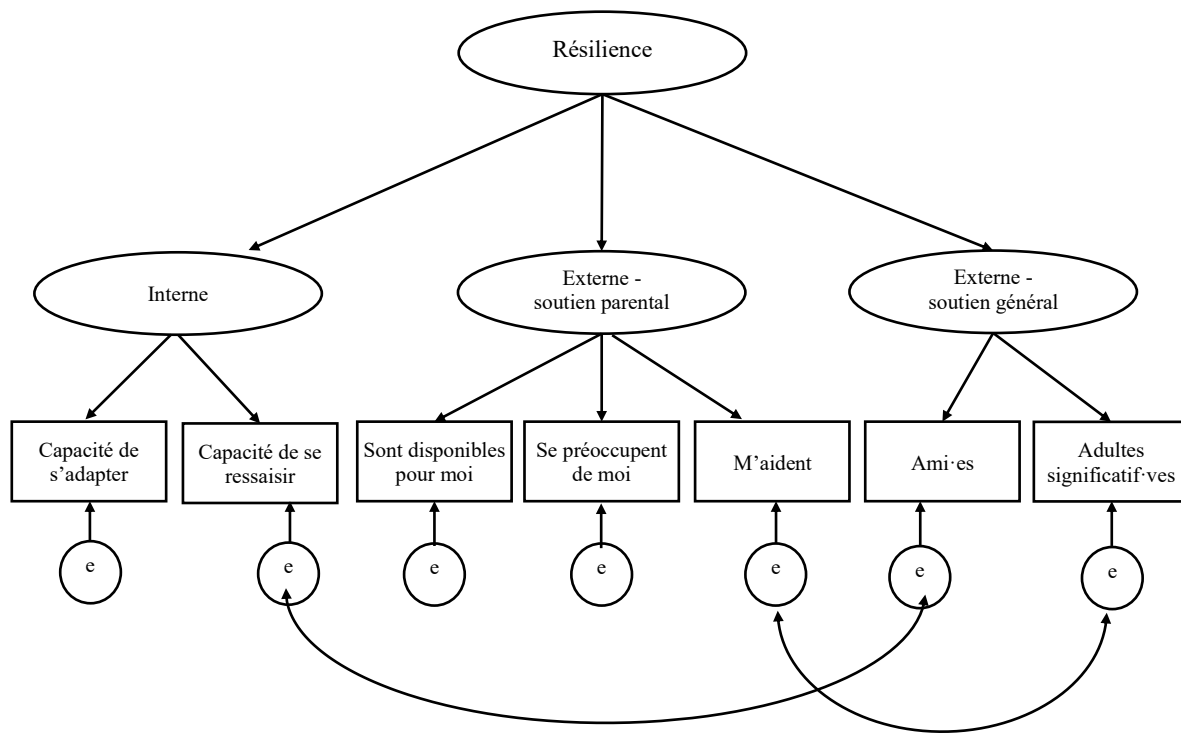 Résilience
Interne
Externe -
soutien parental
Externe -
soutien général
Capacité de
s’adapter
Capacité de se
ressaisir
Sont disponibles
pour moi
Se préoccupent
de moi
M’aident
Ami·es
Adultes
significatif·ves
e
e
e
e
e
e
e